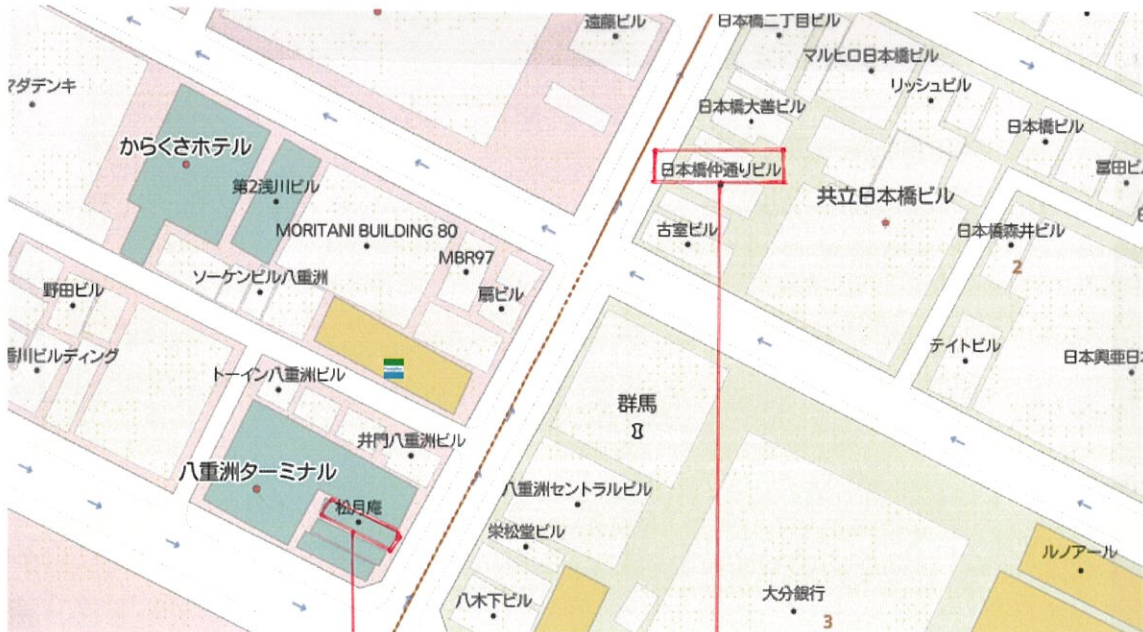 遠藤ビル
日本橋二丁目ビル
マルヒロ日本橋ビル
マダデンキ
リッシュビル
日本橋大善ビル
日本橋ビル
からくさホテル
日本橋仲通りビル
冨田ビ
第2浅川ビル
共立日本橋ビル
MORITANI BUILDING 80
古室ビル
日本橋森井ビル
MBR97
2
ソーケンビル八重洲
野田ビル
扇ビル
テイトビル
香川ビルディング
日本興亜日本
トーイン八重洲ビル
群馬
井門八重洲ビル
八重洲ターミナル
八重洲セントラルビル
松月庵
栄松堂ビル
ルノアール
八木下ビル
大分銀行
3